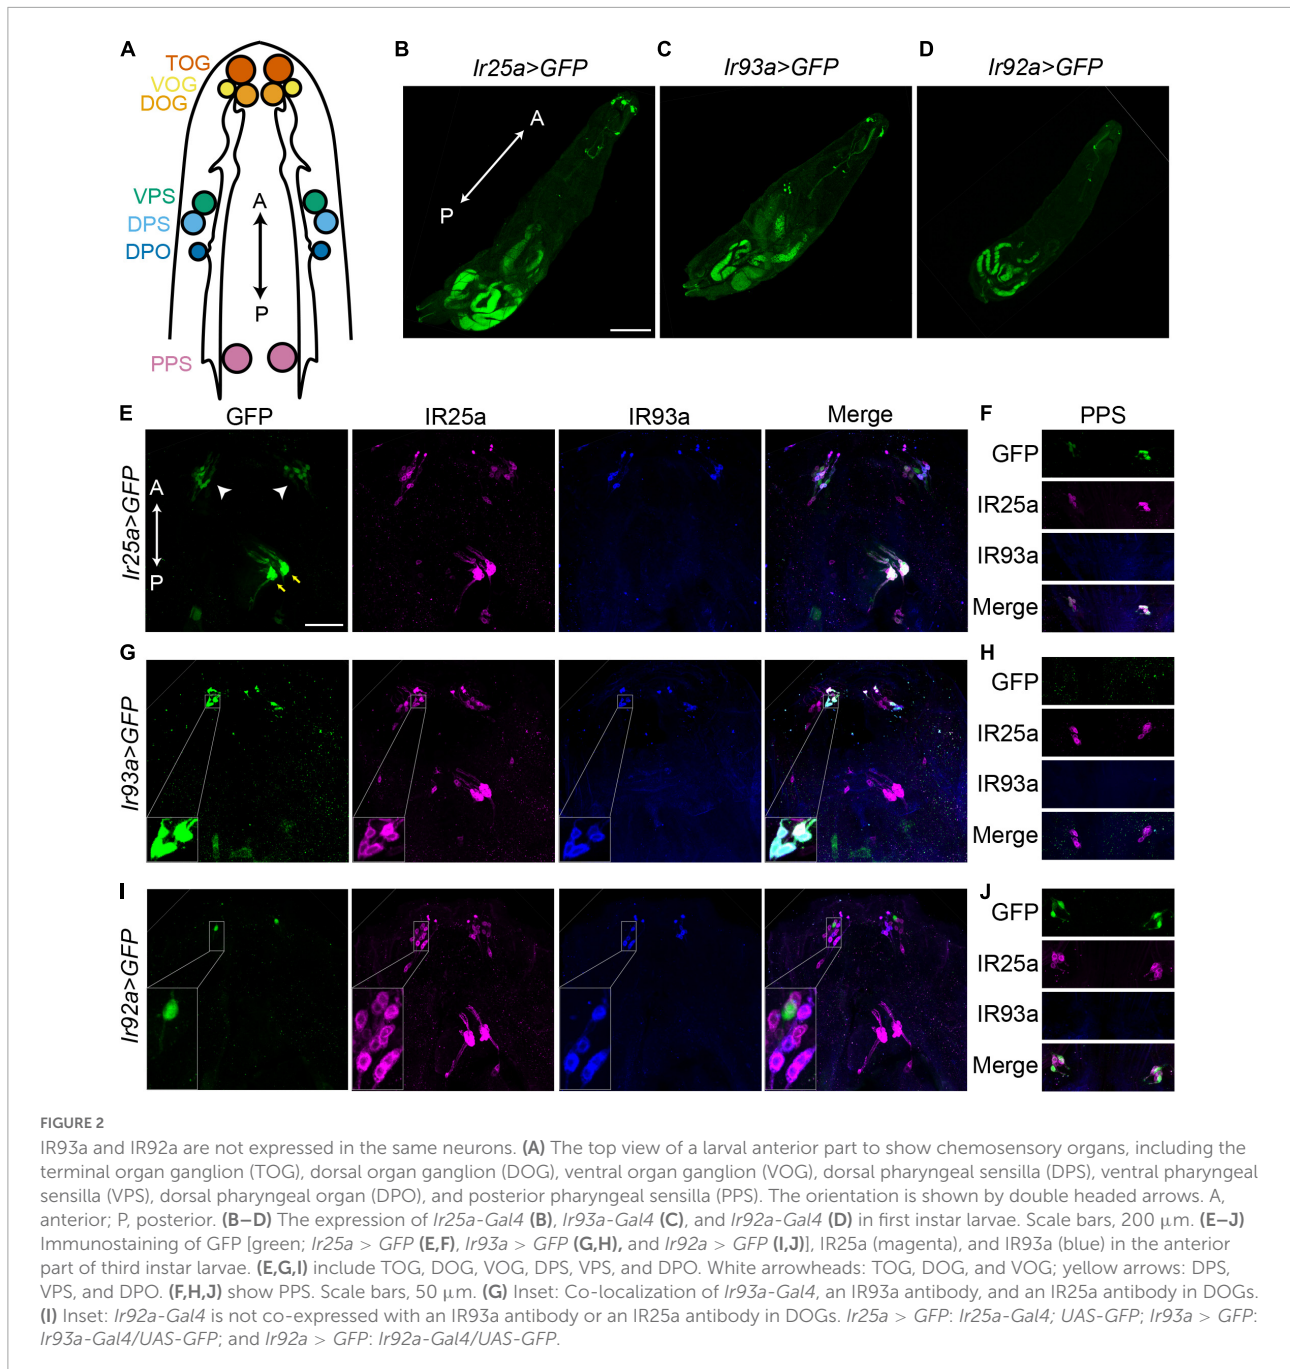 A
TOG
VOG
DOG
VPS
DPS
DPO
PPS
A
P
B
Ir25a>GFP
A
P
C
Ir93a>GFP
D
Ir92a>GFP
E
GFP
IR25a
IR93a
Merge
Ir25a>GFP
A
P
F
PPS
GFP
IR25a
IR93a
Merge
G
Ir93a>GFP
H
GFP
IR25a
IR93a
Merge
I
Ir92a>GFP
J
GFP
IR25a
IR93a
Merge
FIGURE 2
IR93a and IR92a are not expressed in the same neurons. (A) The top view of a larval anterior part to show chemosensory organs, including the
terminal organ ganglion (TOG), dorsal organ ganglion (DOG), ventral organ ganglion (VOG), dorsal pharyngeal sensilla (DPS), ventral pharyngeal
sensilla (VPS), dorsal pharyngeal organ (DPO), and posterior pharyngeal sensilla (PPS). The orientation is shown by double headed arrows. A,
anterior; P, posterior. (B–D) The expression of Ir25a-Gal4 (B), Ir93a-Gal4 (C), and Ir92a-Gal4 (D) in first instar larvae. Scale bars, 200 μm. (E–J)
Immunostaining of GFP [green; Ir25a > GFP (E,F), Ir93a > GFP (G,H), and Ir92a > GFP (I,J)], IR25a (magenta), and IR93a (blue) in the anterior
part of third instar larvae. (E,G,I) include TOG, DOG, VOG, DPS, VPS, and DPO. White arrowheads: TOG, DOG, and VOG; yellow arrows: DPS,
VPS, and DPO. (F,H,J) show PPS. Scale bars, 50 μm. (G) Inset: Co-localization of Ir93a-Gal4, an IR93a antibody, and an IR25a antibody in DOGs.
(I) Inset: Ir92a-Gal4 is not co-expressed with an IR93a antibody or an IR25a antibody in DOGs. Ir25a > GFP: Ir25a-Gal4; UAS-GFP; Ir93a > GFP:
Ir93a-Gal4/UAS-GFP; and Ir92a > GFP: Ir92a-Gal4/UAS-GFP.